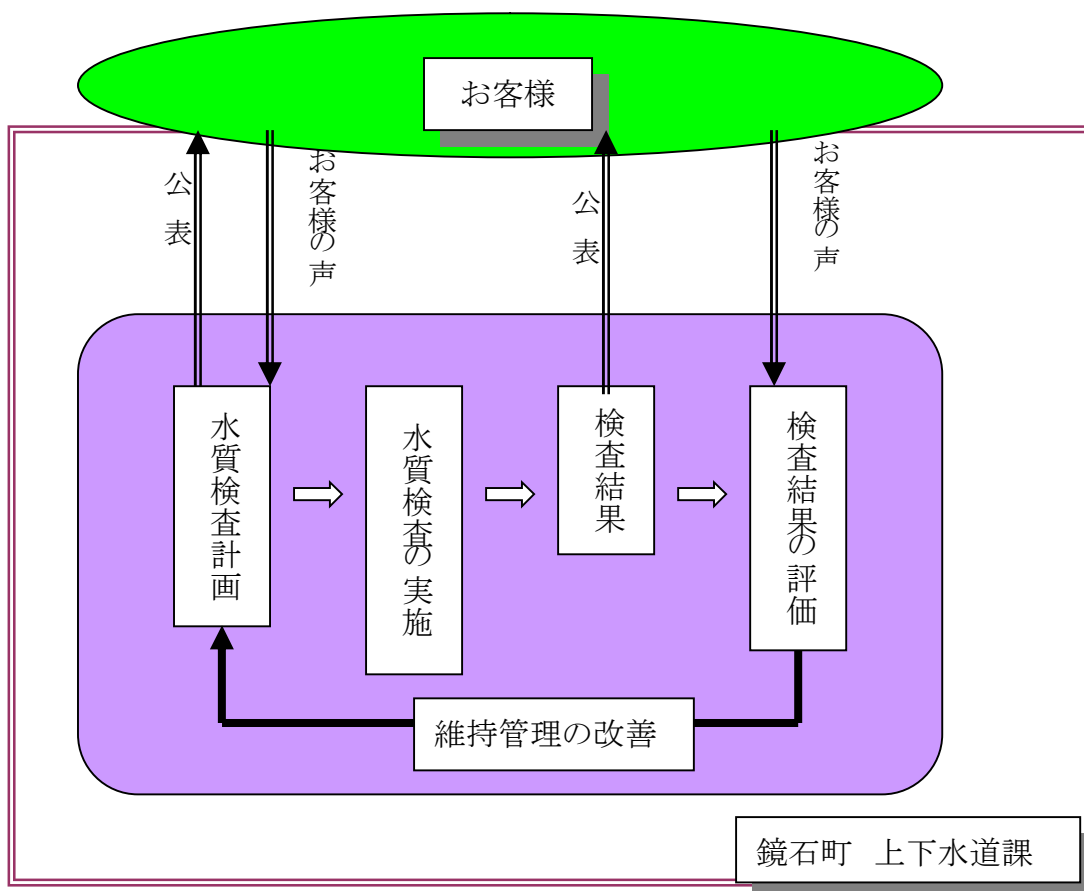 お客様
公表
お客様の声
公表
お客様の声
水質検査計画
水質検査の実施
検査結果
検査結果の評価
維持管理の改善
鏡石町 上下水道課